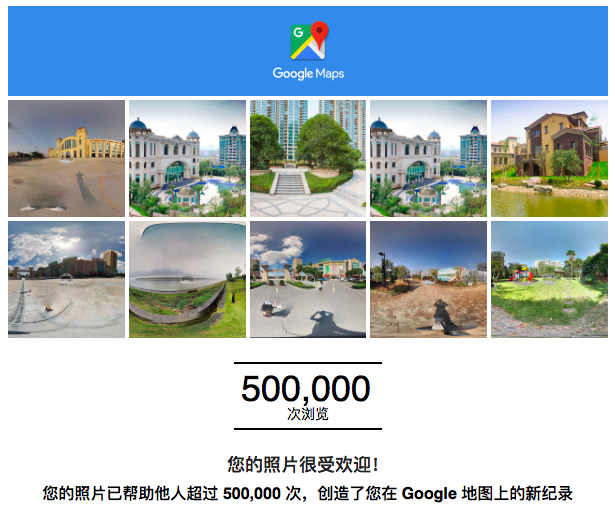 G
Google Maps
500,000
次浏览
您的照片很受欢迎！
您的照片已帮助他人超过 500,000 次，创造了您在 Google 地图上的新纪录